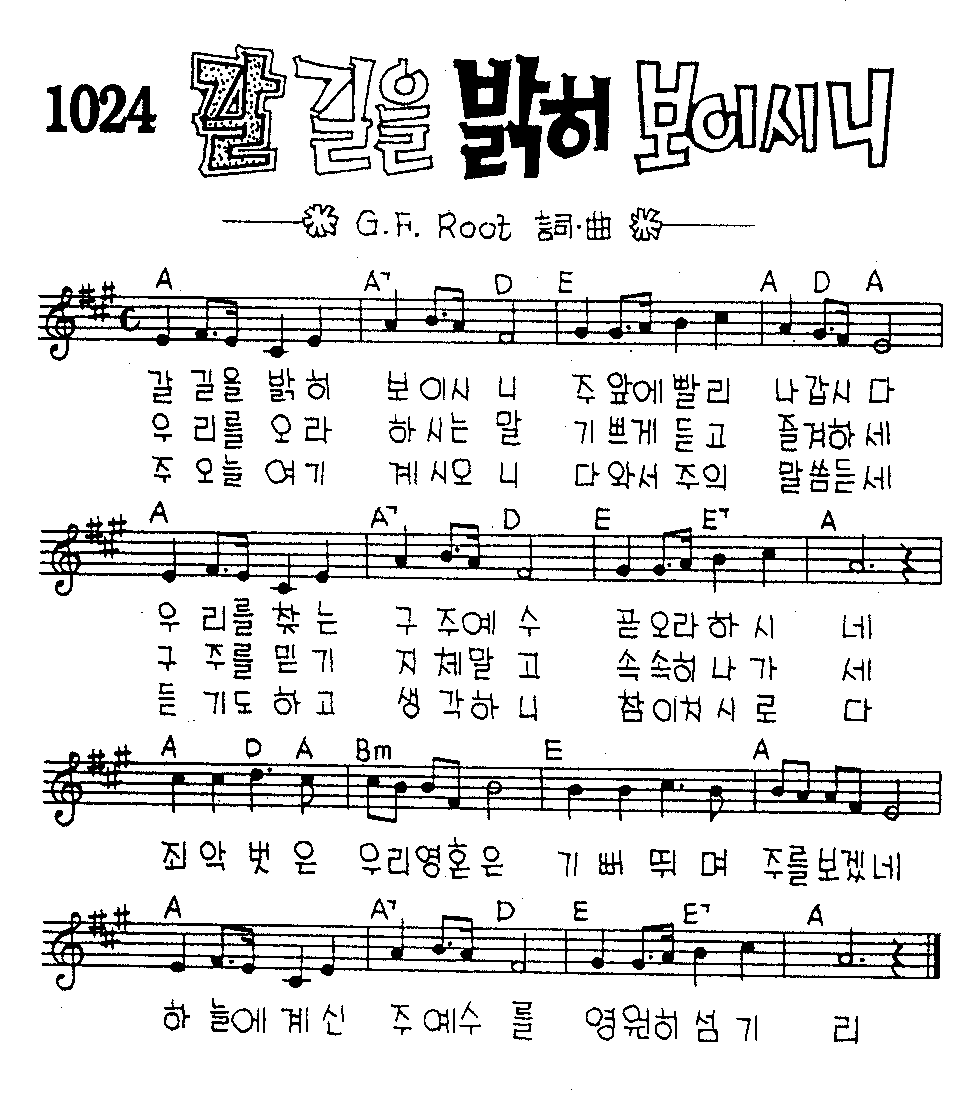 1024 갈 길을 밝히 보이시니
G.F. Root 詞·曲
A A7 D E A D A
갈 길을 밝히 보이시 니 주 앞에 빨리 나갑시다
우 리를 오라 하시는 말 기쁘게 듣고 즐겨하세
주 오늘 여기 계시오 니 다와서 주의 말씀듣세
A A7 D E E7 A
우 리를 찾는 구 주예 수 곧오라하시 네
구 주를 믿기 지체말 고 속속히나가 세
듣 기도하고 생각하 니 참이치시로 다
A D A Bm E A
죄악 벗은 우리영혼은 기뻐 뛰며 주를보겠네
A A7 D E E7 A
하 늘에계신 주예수 를 영원히섬기 리